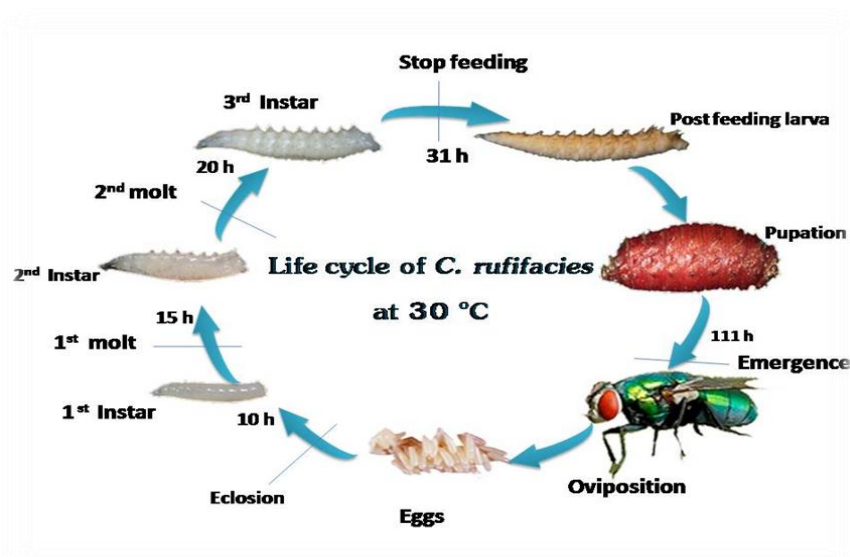 Stop feeding
3rd Instar
Post feeding larva
31 h
20 h
2nd molt
Pupation
Life cycle of C. rufifacies
at 30 °C
2nd Instar
15 h
111 h
1st molt
Emergence
1st Instar
10 h
Oviposition
Eclosion
Eggs